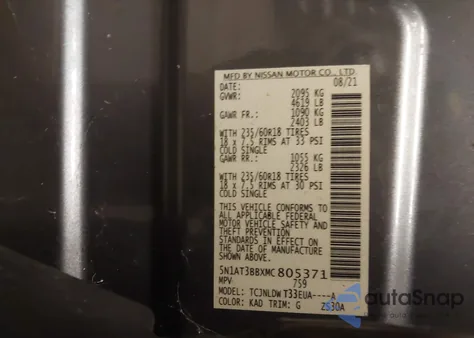 MFD BY NISSAN MOTOR CO., LTD.
DATE: 08/21
GVWR: 2095 KG
4619 LB
GAWR FR.: 1090 KG
2403 LB
WITH 235/60R18 TIRES
18 x 7.5 RIMS AT 33 PSI
COLD SINGLE
GAWR RR.: 1055 KG
2326 LB
WITH 235/60R18 TIRES
18 x 7.5 RIMS AT 30 PSI
COLD SINGLE
THIS VEHICLE CONFORMS TO
ALL APPLICABLE FEDERAL
MOTOR VEHICLE SAFETY AND
THEFT PREVENTION
STANDARDS IN EFFECT ON
THE DATE OF MANUFACTURE
SHOWN ABOVE.
5N1AT3BBXMC805371
MPV 759
MODEL: TCJNLDWT33EUA----A
COLOR: KAD TRIM: G
autoSnap